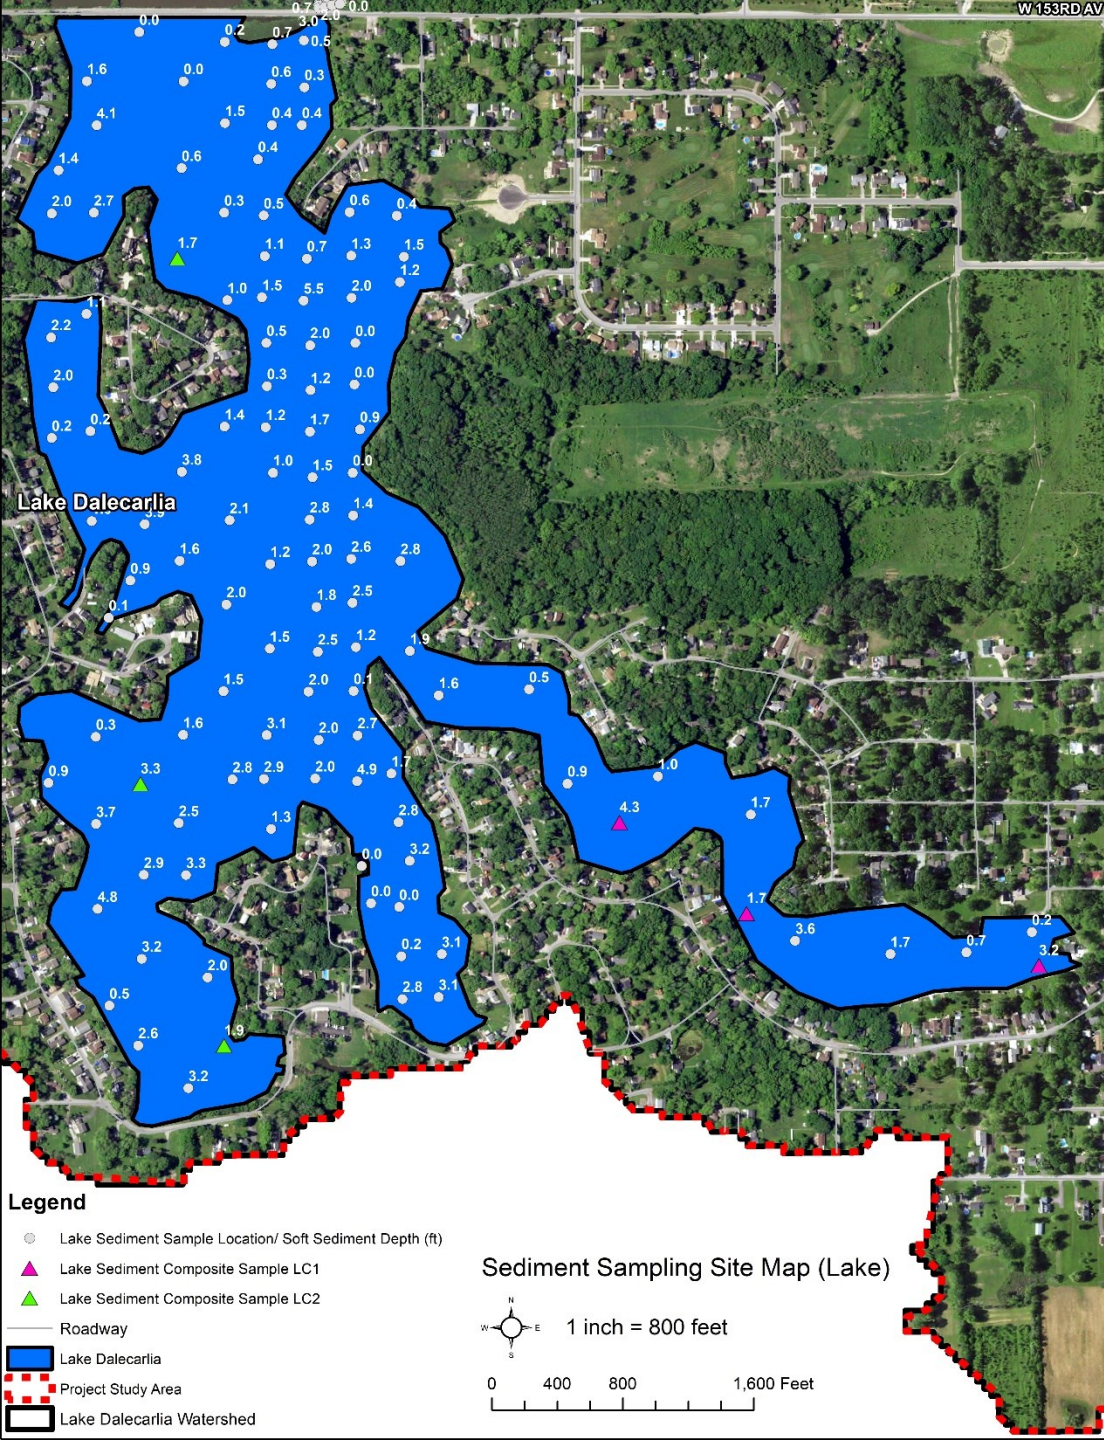 0.7 0.0
3.0 2.0
W 153RD AV
0.0
0.2 0.7 0.5
1.6 0.0 0.6 0.3
4.1 1.5 0.4 0.4
1.4 0.6 0.4
2.0 2.7 0.3 0.5 0.6 0.4
1.7 1.1 0.7 1.3 1.5
1.2
1.0 1.5 5.5 2.0
1.1
2.2 0.5 2.0 0.0
2.0 0.3 1.2 0.0
0.2 0.2 1.4 1.2 1.7 0.9
3.8 1.0 1.5 0.0
Lake Dalecarlia
2.1 2.8 1.4
1.6 1.2 2.0 2.6 2.8
0.9
0.1 2.0 1.8 2.5
1.5 2.5 1.2 1.9
1.5 2.0 0.1 1.6 0.5
0.3 1.6 3.1 2.0 2.7
0.9 3.3 2.8 2.9 2.0 4.9 1.7 0.9 1.0
3.7 2.5 1.3 2.8 4.3 1.7
2.9 3.3 0.0 3.2
4.8 0.0 0.0 1.7
3.6 1.7 0.7 0.2
3.2 2.0 0.2 3.1 3.2
0.5 2.8 3.1
2.6 1.9
3.2
Legend
Lake Sediment Sample Location/ Soft Sediment Depth (ft)
Lake Sediment Composite Sample LC1
Lake Sediment Composite Sample LC2
Roadway
Lake Dalecarlia
Project Study Area
Lake Dalecarlia Watershed
Sediment Sampling Site Map (Lake)
N
W E
S
1 inch = 800 feet
0 400 800 1,600 Feet